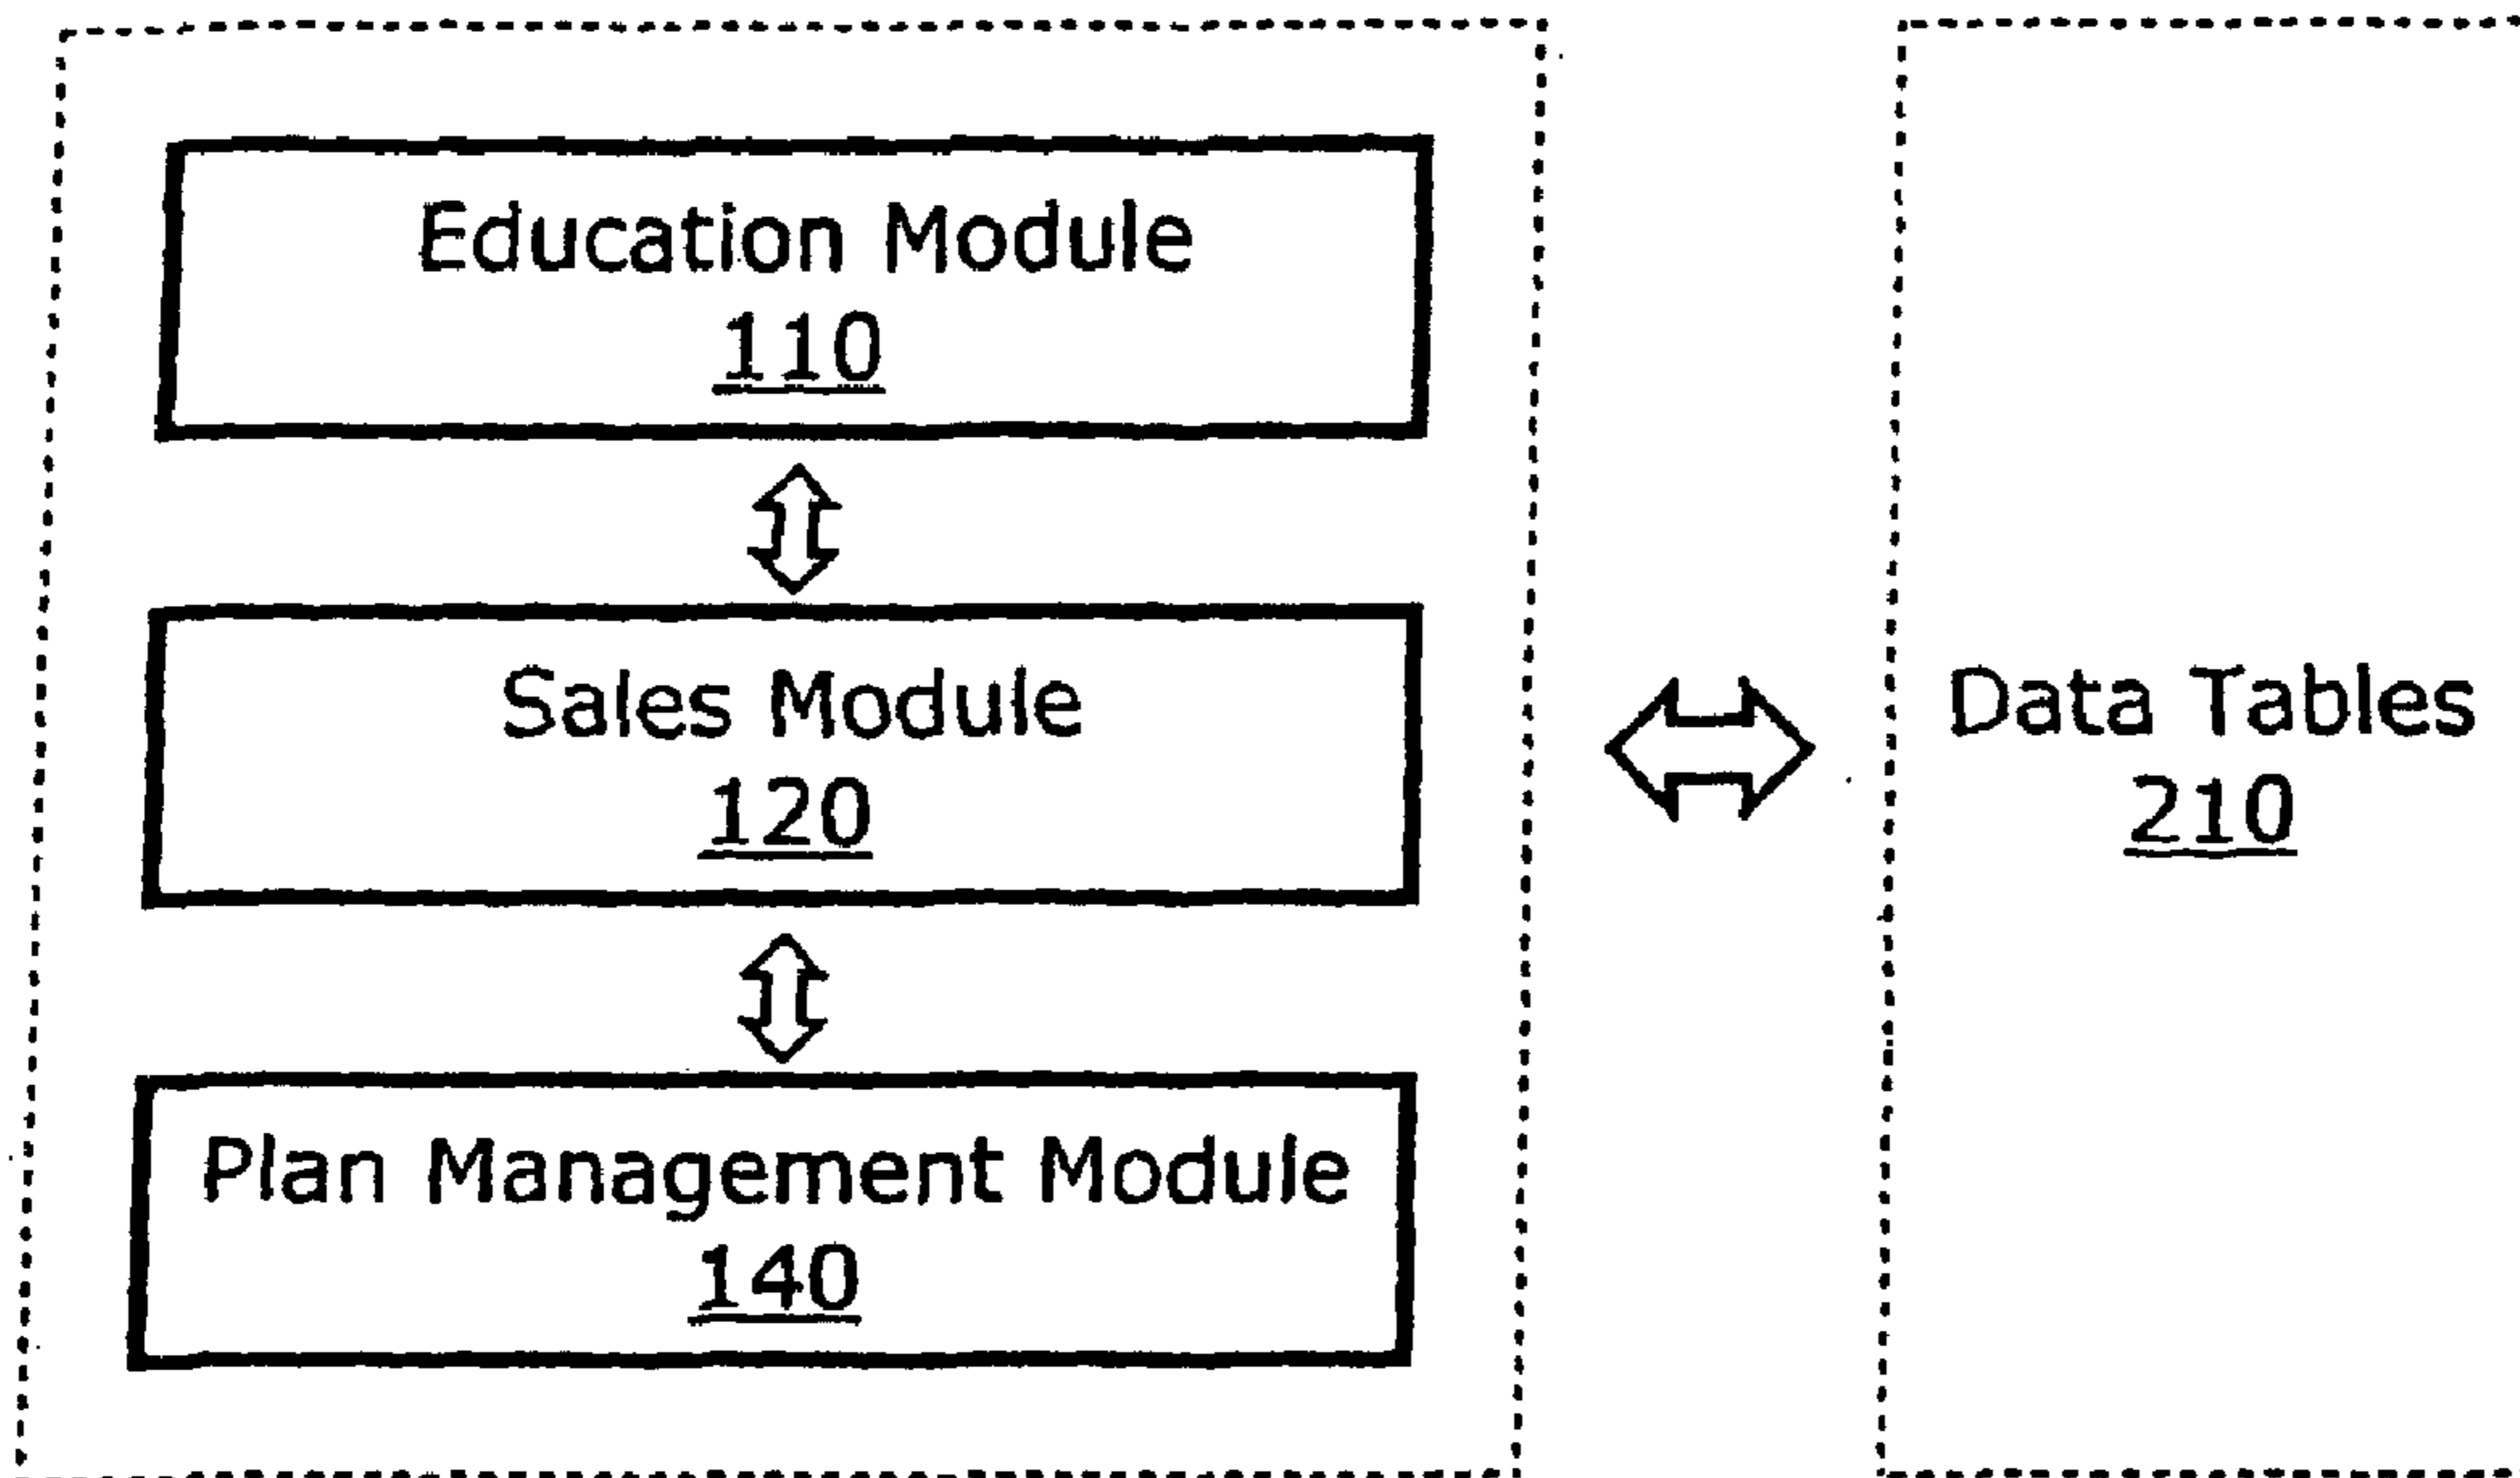 Education Module
110
Sales Module
120
Data Tables
210
Plan Management Module
140